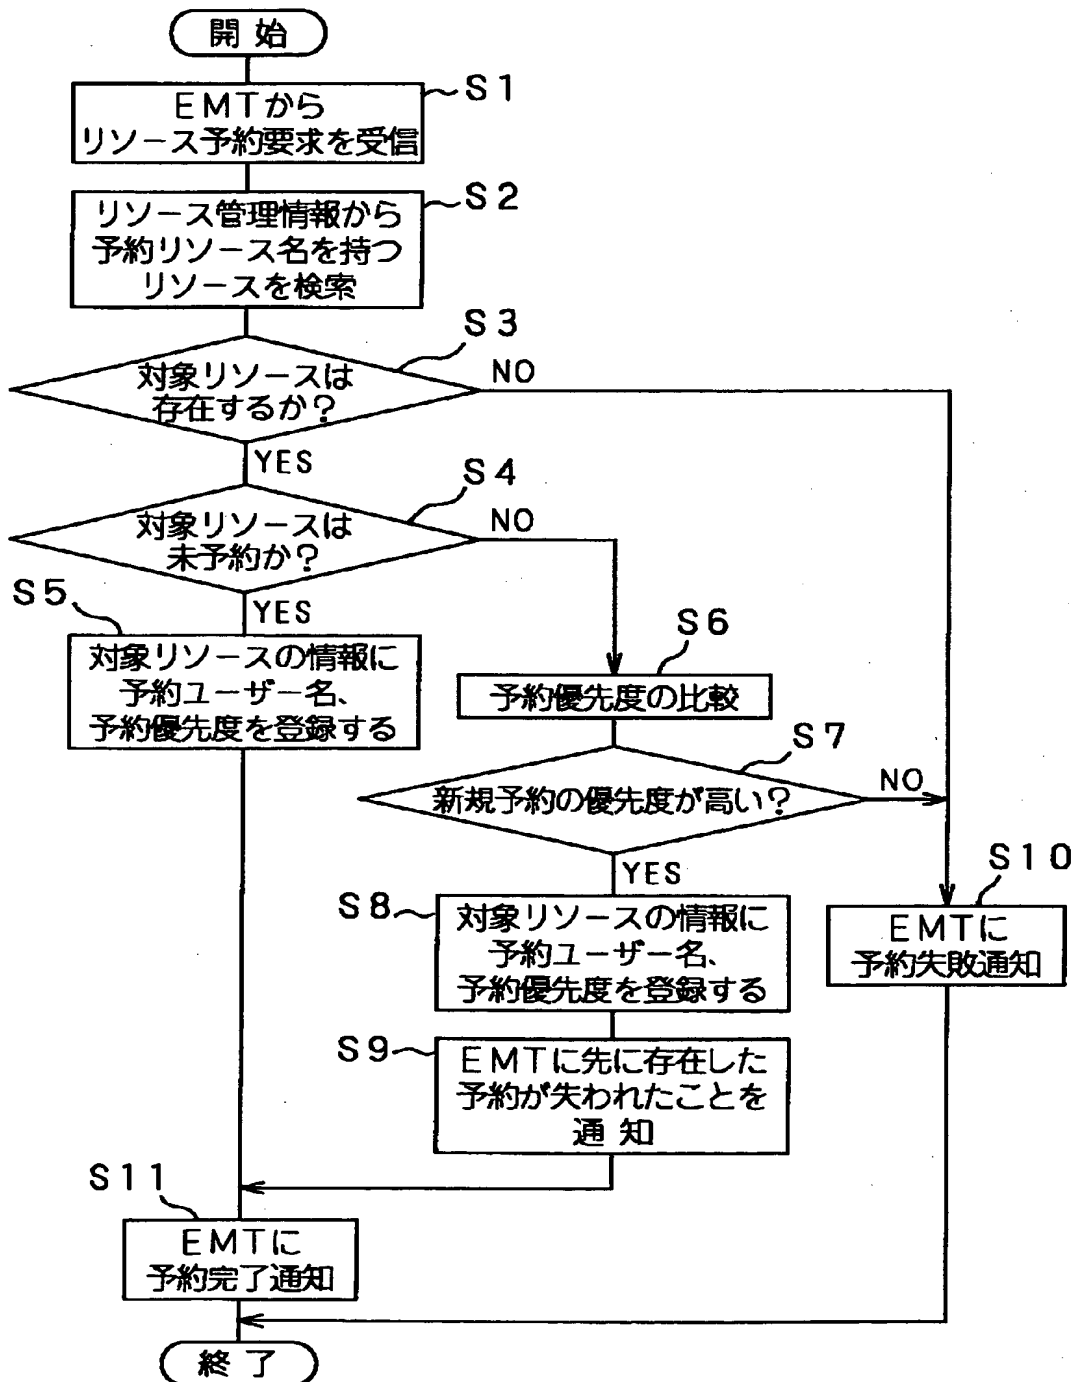 開始
S1
EMTから
リソース予約要求を受信
S2
リソース管理情報から
予約リソース名を持つ
リソースを検索
S3
対象リソースは
存在するか?
NO
YES
S4
対象リソースは
未予約か?
NO
YES
S5
対象リソースの情報に
予約ユーザー名、
予約優先度を登録する
S6
予約優先度の比較
S7
新規予約の優先度が高い?
NO
YES
S8
対象リソースの情報に
予約ユーザー名、
予約優先度を登録する
S9
EMTに先に存在した
予約が失われたことを
通知
S10
EMTに
予約失敗通知
S11
EMTに
予約完了通知
終了